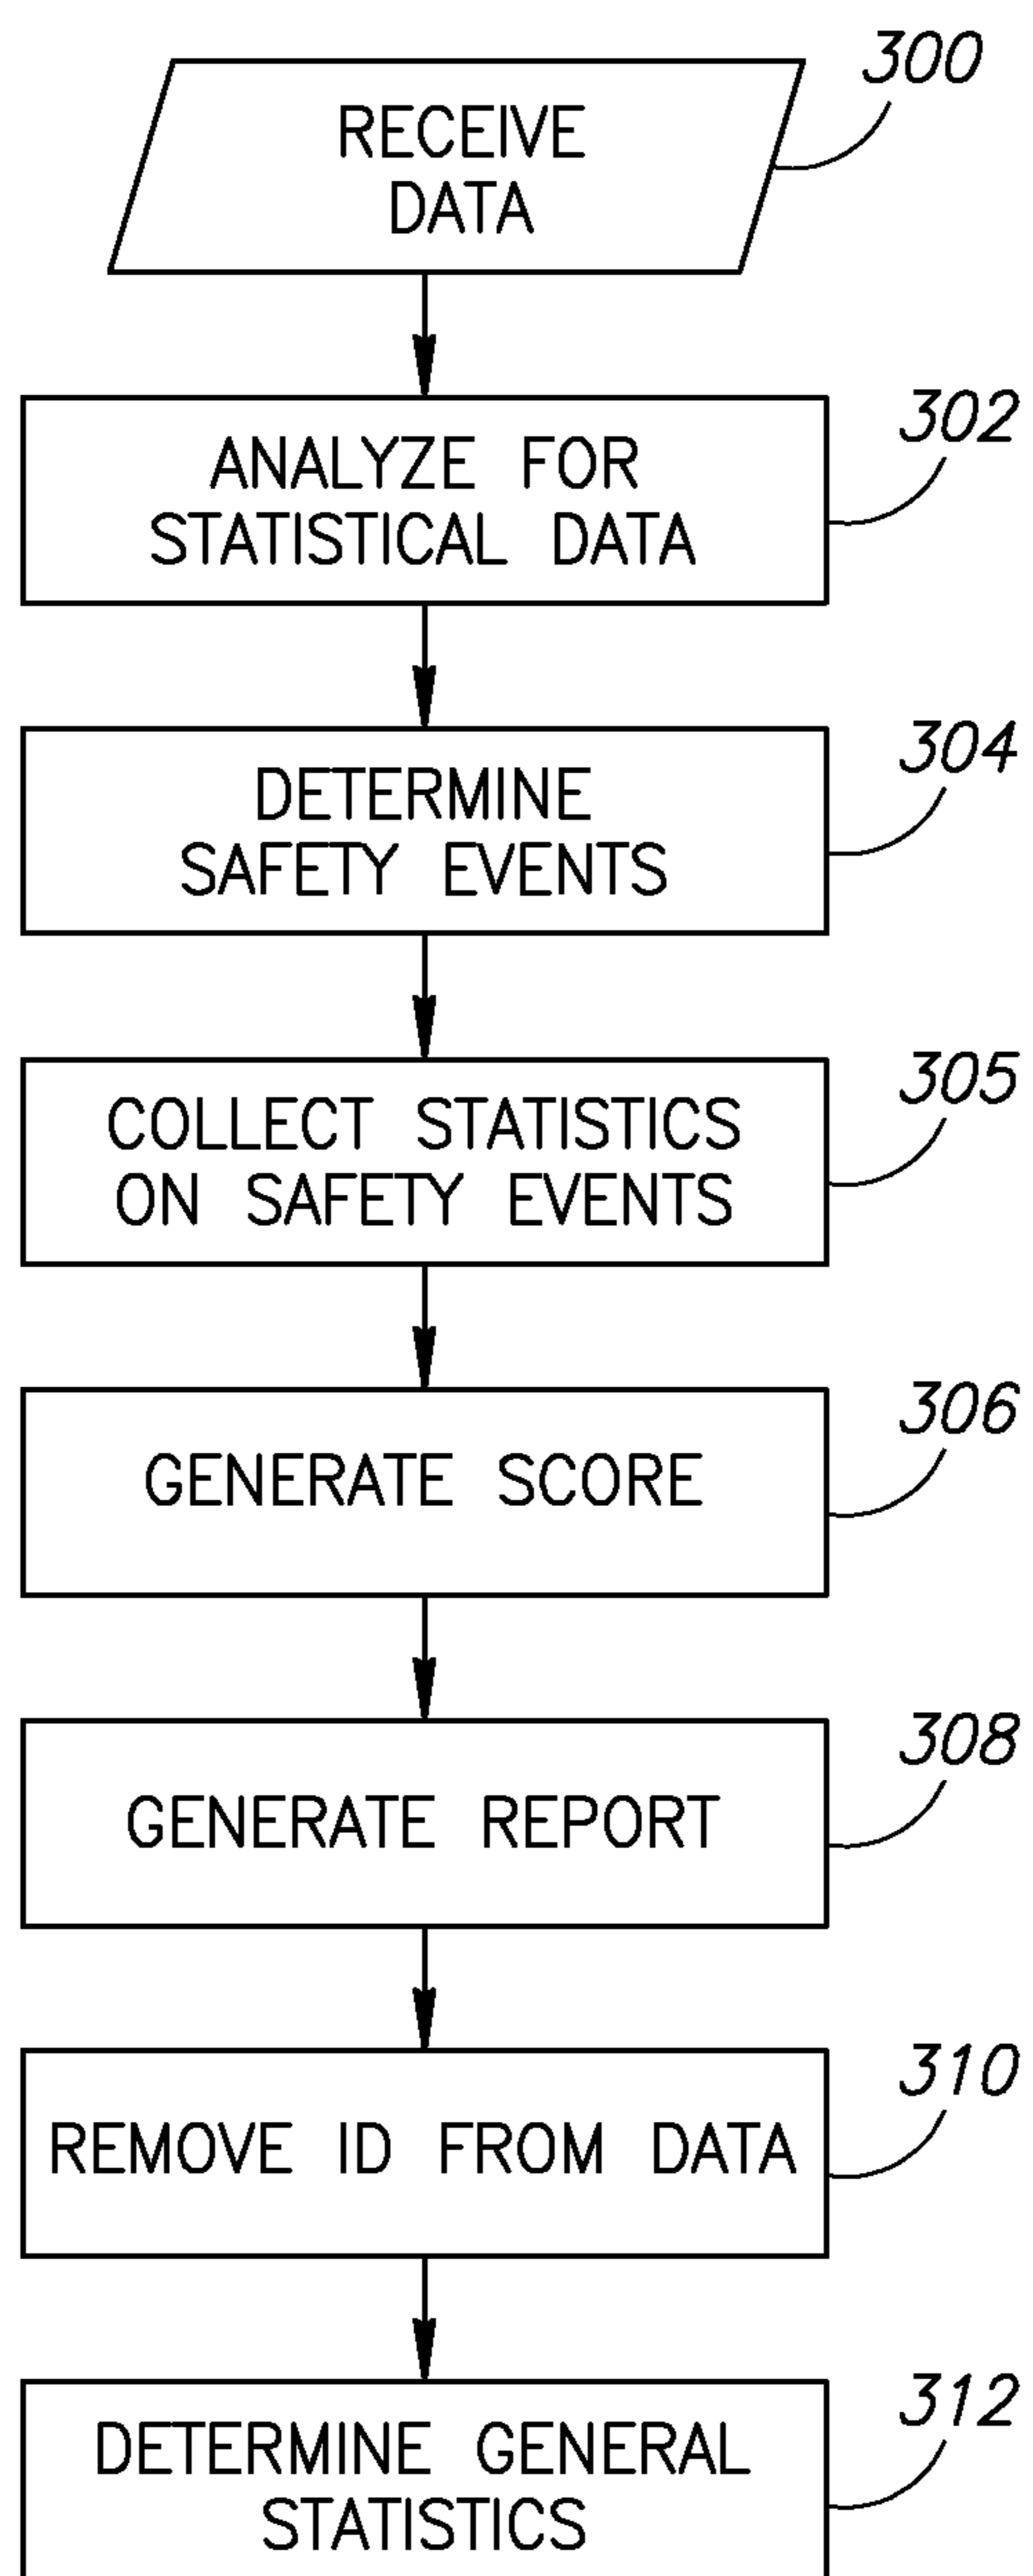 300
RECEIVE
DATA
302
ANALYZE FOR
STATISTICAL DATA
304
DETERMINE
SAFETY EVENTS
305
COLLECT STATISTICS
ON SAFETY EVENTS
306
GENERATE SCORE
308
GENERATE REPORT
310
REMOVE ID FROM DATA
312
DETERMINE GENERAL
STATISTICS